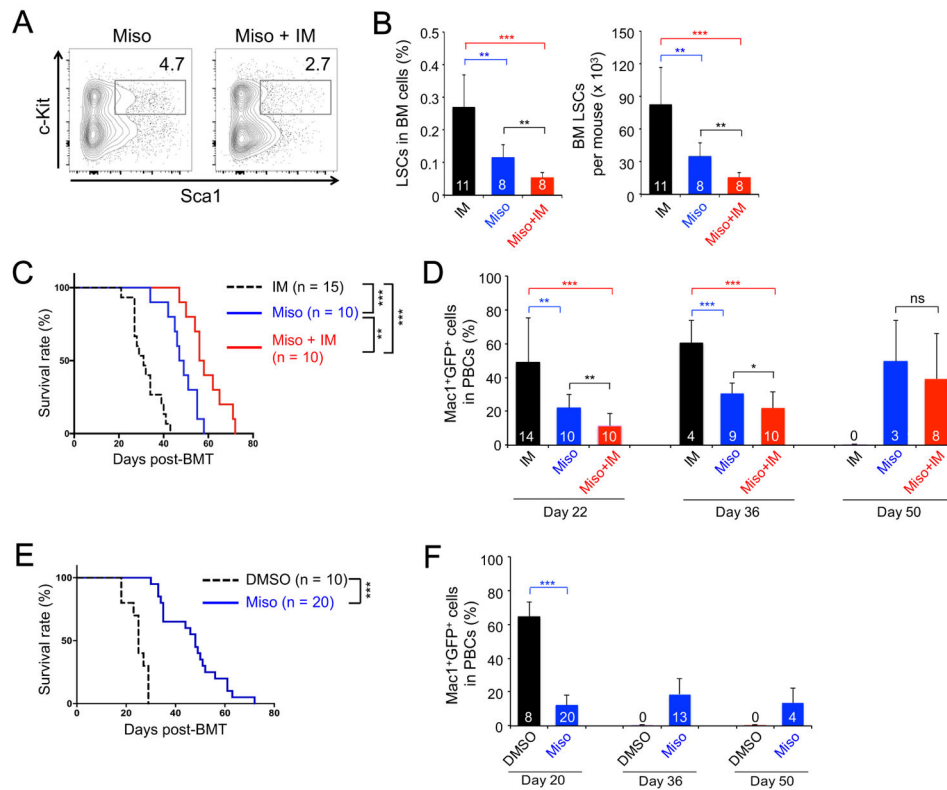 A
Miso
Miso + IM
4.7
2.7
c-Kit
Sca1
B
LSCs in BM cells (%)
0.5
0.4
0.3
0.2
0.1
0
***
**
**
11
8
8
IM
Miso
Miso+IM
BM LSCs
per mouse (x 10³)
150
120
90
60
30
0
***
**
**
11
8
8
IM
Miso
Miso+IM
C
Survival rate (%)
100
50
0
0
20
40
60
80
Days post-BMT
IM (n = 15)
Miso (n = 10)
Miso + IM
(n = 10)
***
**
***
D
Mac1⁺GFP⁺ cells
in PBCs (%)
100
80
60
40
20
0
***
**
**
14
10
10
IM
Miso
Miso+IM
Day 22
***
***
*
4
9
10
IM
Miso
Miso+IM
Day 36
ns
0
3
8
IM
Miso
Miso+IM
Day 50
E
Survival rate (%)
100
50
0
0
20
40
60
80
Days post-BMT
DMSO (n = 10)
Miso (n = 20)
***
F
Mac1⁺GFP⁺ cells
in PBCs (%)
100
80
60
40
20
0
***
8
20
DMSO
Miso
Day 20
0
13
DMSO
Miso
Day 36
0
4
DMSO
Miso
Day 50